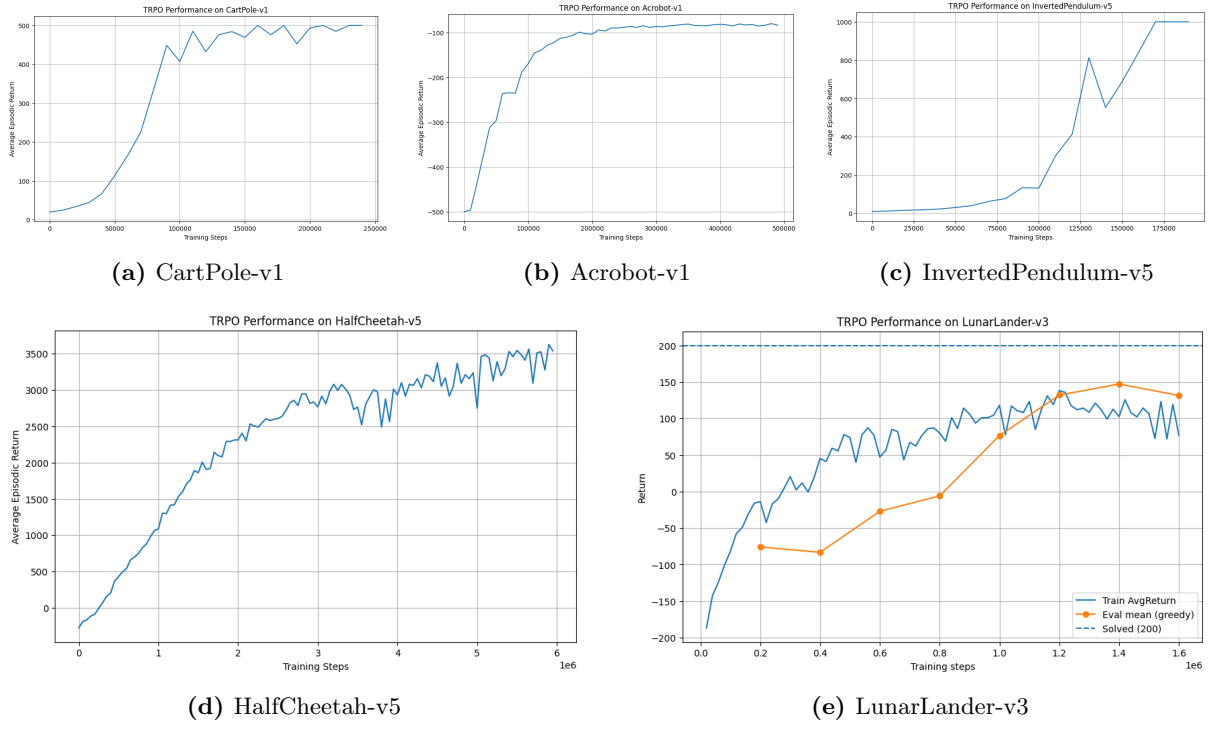 TRPO Performance on CartPole-v1
500
400
300
200
100
0
Average Episodic Return
0 50000 100000 150000 200000 250000
Training Steps
(a) CartPole-v1
TRPO Performance on Acrobot-v1
−100
−200
−300
−400
−500
Average Episodic Return
0 100000 200000 300000 400000 500000
Training Steps
(b) Acrobot-v1
TRPO Performance on InvertedPendulum-v5
1000
800
600
400
200
0
Average Episodic Return
0 25000 50000 75000 100000 125000 150000 175000
Training Steps
(c) InvertedPendulum-v5
TRPO Performance on HalfCheetah-v5
3500
3000
2500
2000
1500
1000
500
0
Average Episodic Return
0 1 2 3 4 5 6
1e6
Training Steps
(d) HalfCheetah-v5
TRPO Performance on LunarLander-v3
200
150
100
50
0
−50
−100
−150
−200
Return
Train AvgReturn
Eval mean (greedy)
Solved (200)
0.0 0.2 0.4 0.6 0.8 1.0 1.2 1.4 1.6
1e6
Training steps
(e) LunarLander-v3